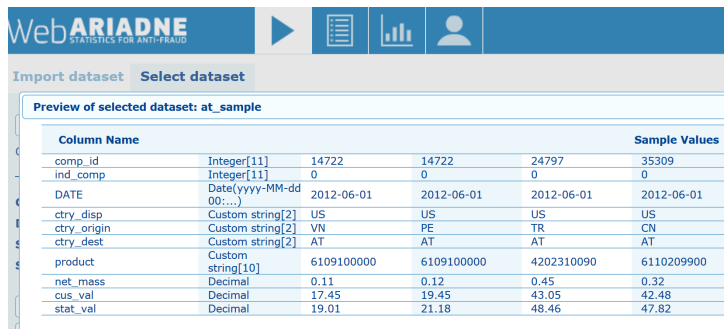 WebARIADNE
STATISTICS FOR ANTI-FRAUD
Import dataset Select dataset
Preview of selected dataset: at_sample
Column Name Sample Values
comp_id Integer[11] 14722 14722 24797 35309
ind_comp Integer[11] 0 0 0 0
DATE Date(yyyy-MM-dd 00:...) 2012-06-01 2012-06-01 2012-06-01 2012-06-01
ctry_disp Custom string[2] US US US US
ctry_origin Custom string[2] VN PE TR CN
ctry_dest Custom string[2] AT AT AT AT
product Custom string[10] 6109100000 6109100000 4202310090 6110209900
net_mass Decimal 0.11 0.12 0.45 0.32
cus_val Decimal 17.45 19.45 43.05 42.48
stat_val Decimal 19.01 21.18 48.46 47.82